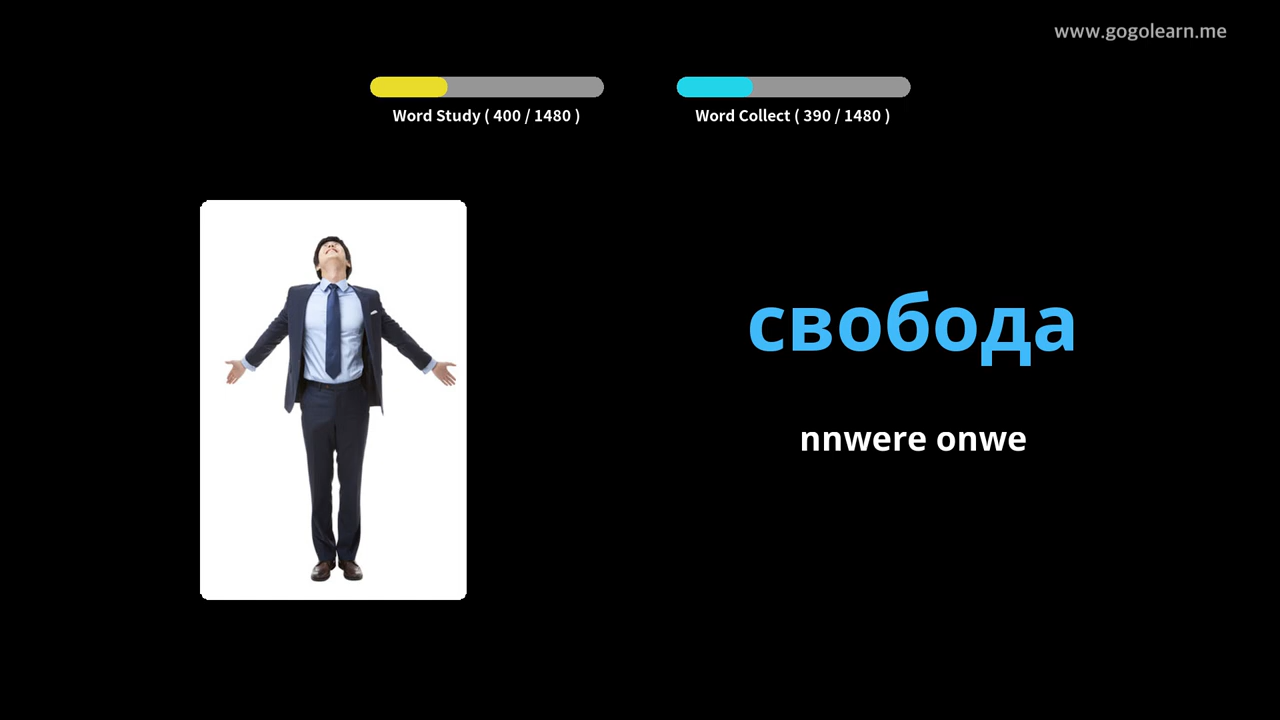 www.gogolearn.me
Word Study ( 400 / 1480 )
Word Collect ( 390 / 1480 )
свобода
nnwere onwe